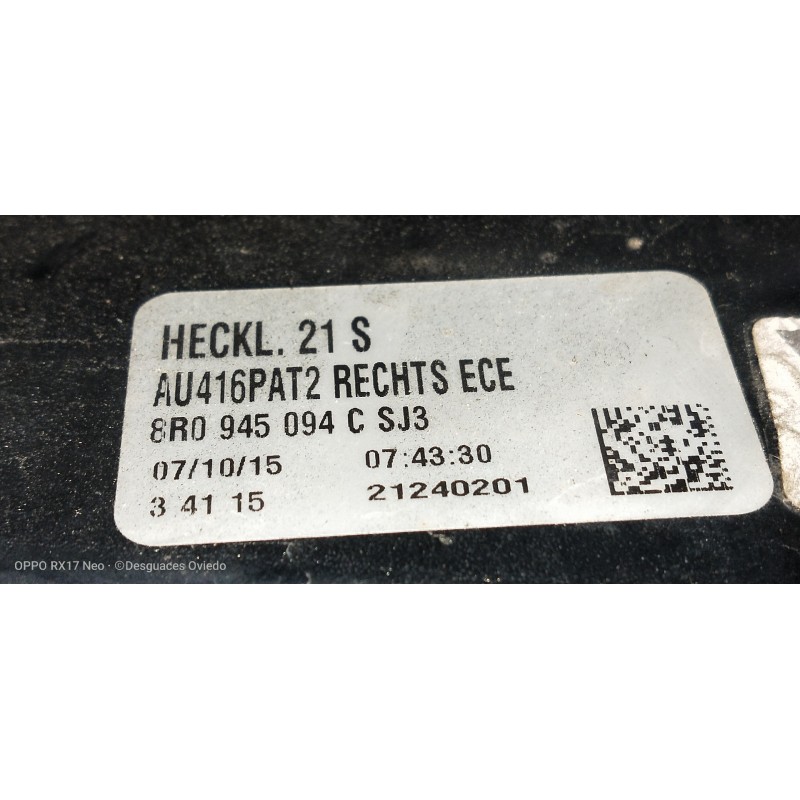 HECKL. 21 S
AU416PAT2 RECHTS ECE
8R0 945 094 C SJ3
07/10/15 07:43:30
3 41 15 21240201
OPPO RX17 Neo · ©Desguaces Oviedo